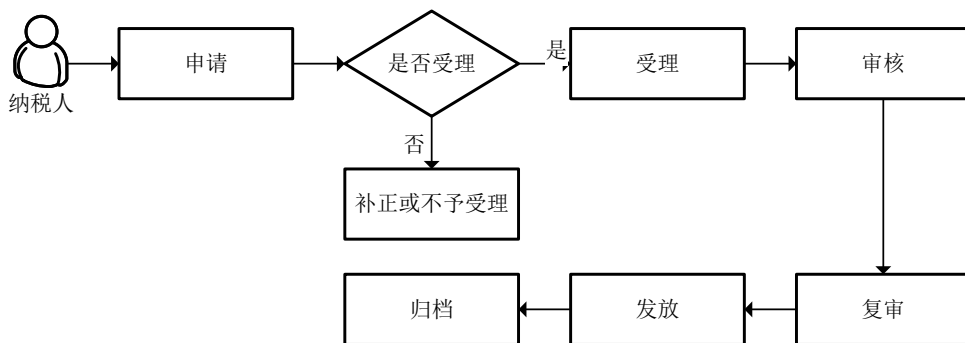 纳税人
申请
是否受理
是
受理
审核
否
补正或不予受理
归档
发放
复审